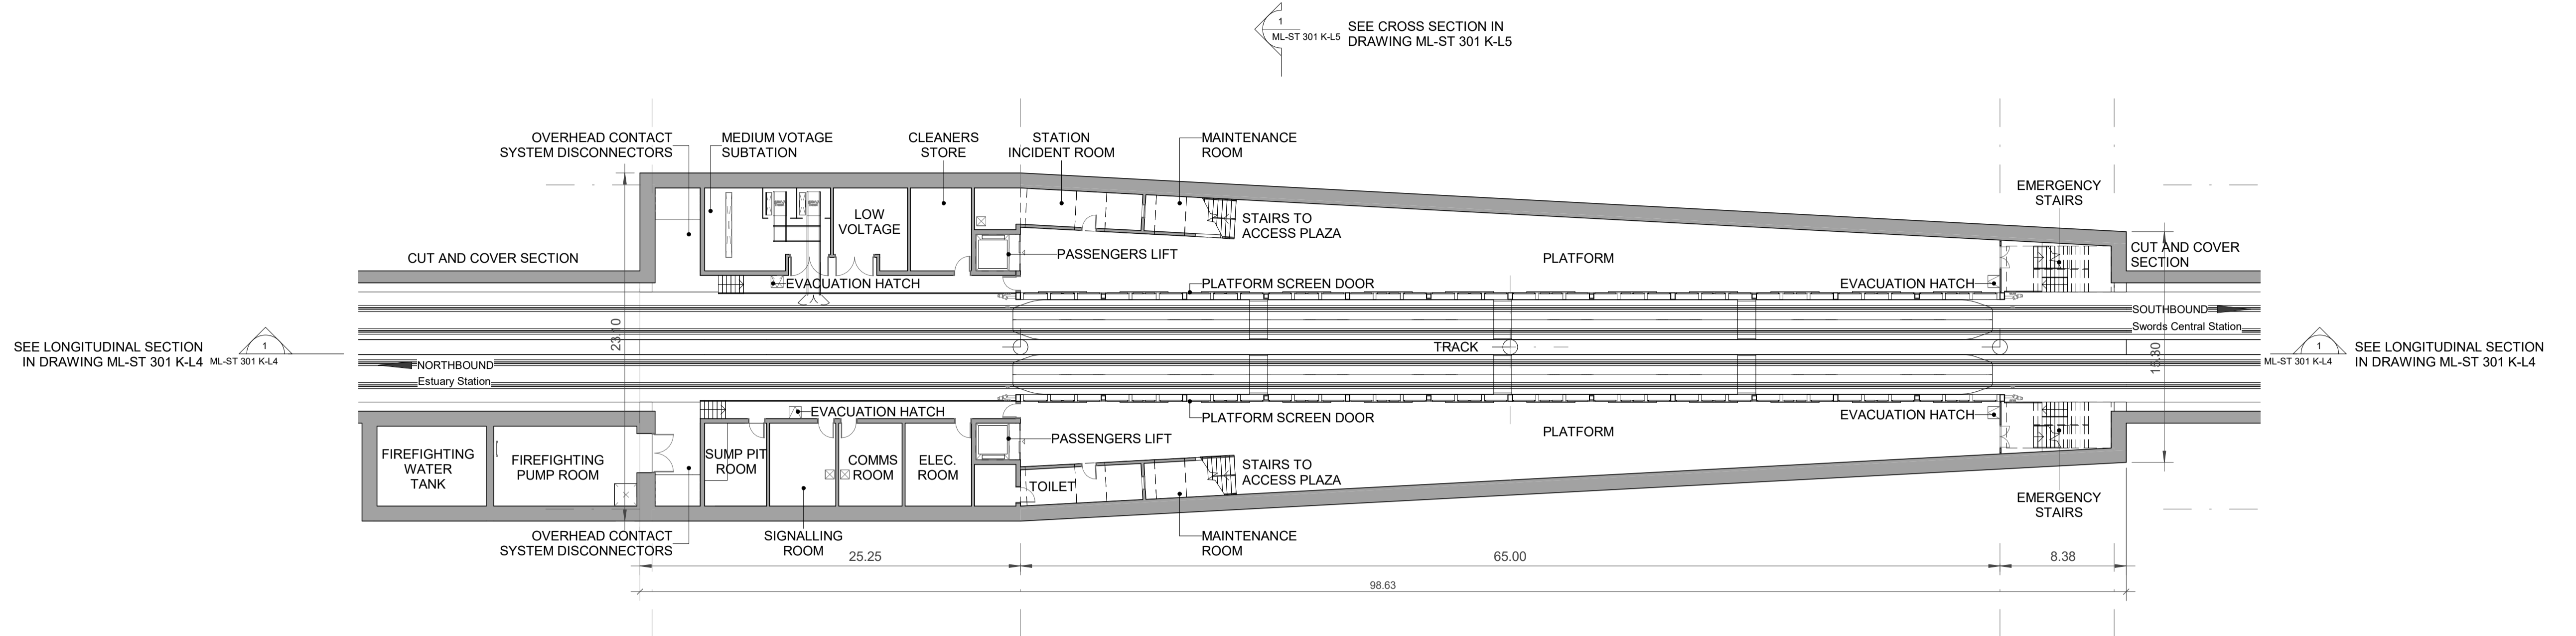 1
ML-ST 301 K-L5
SEE CROSS SECTION IN
DRAWING ML-ST 301 K-L5
OVERHEAD CONTACT
SYSTEM DISCONNECTORS
MEDIUM VOTAGE
SUBTATION
CLEANERS
STORE
STATION
INCIDENT ROOM
MAINTENANCE
ROOM
EMERGENCY
STAIRS
LOW
VOLTAGE
STAIRS TO
ACCESS PLAZA
CUT AND COVER SECTION
PASSENGERS LIFT
PLATFORM
CUT AND COVER
SECTION
EVACUATION HATCH
PLATFORM SCREEN DOOR
EVACUATION HATCH
SOUTHBOUND
Swords Central Station
23.10
15.30
SEE LONGITUDINAL SECTION
IN DRAWING ML-ST 301 K-L4
1
ML-ST 301 K-L4
TRACK
1
ML-ST 301 K-L4
SEE LONGITUDINAL SECTION
IN DRAWING ML-ST 301 K-L4
NORTHBOUND
Estuary Station
EVACUATION HATCH
PLATFORM SCREEN DOOR
EVACUATION HATCH
PASSENGERS LIFT
PLATFORM
FIREFIGHTING
WATER
TANK
FIREFIGHTING
PUMP ROOM
SUMP PIT
ROOM
COMMS
ROOM
ELEC.
ROOM
TOILET
STAIRS TO
ACCESS PLAZA
EMERGENCY
STAIRS
OVERHEAD CONTACT
SYSTEM DISCONNECTORS
SIGNALLING
ROOM
MAINTENANCE
ROOM
25.25
65.00
8.38
98.63